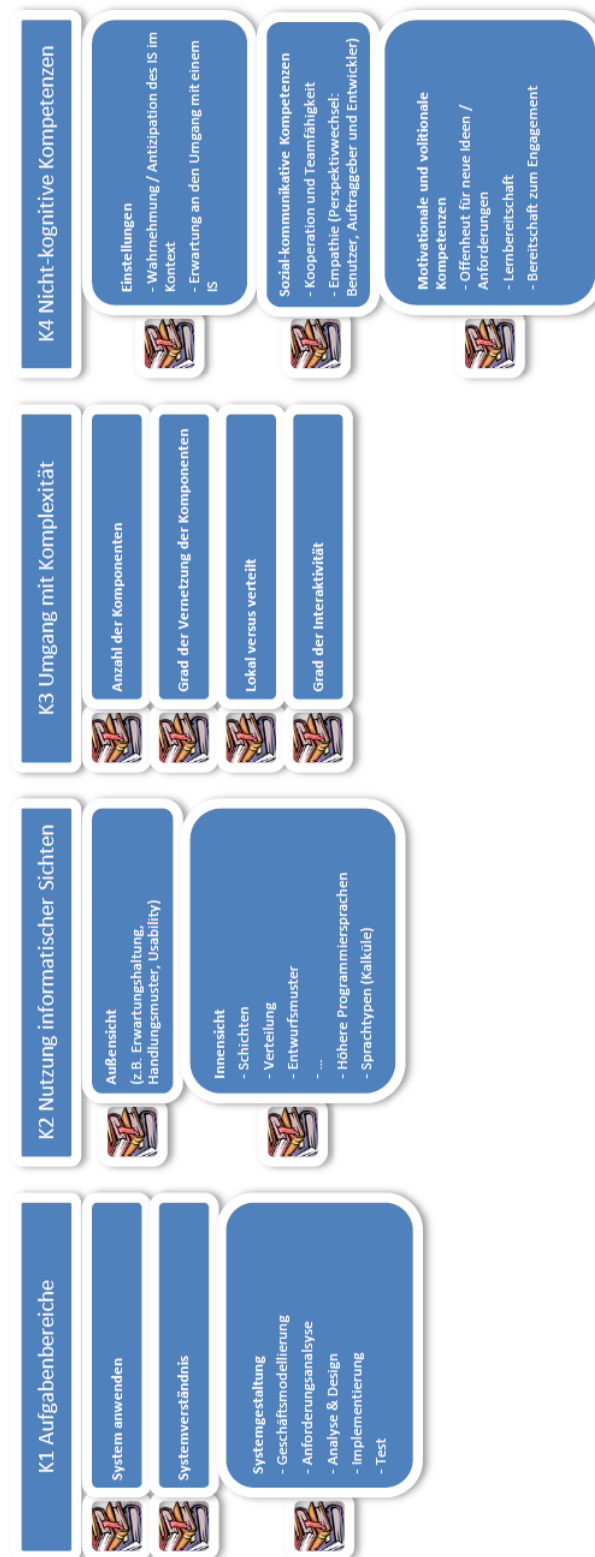 K1 Aufgabenbereiche
System anwenden
Systemverständnis
Systemgestaltung
- Geschäftsmodellierung
- Anforderungsanalsyse
- Analyse & Design
- Implementierung
- Test
K2 Nutzung informatischer Sichten
Außensicht
(z.B. Erwartungshaltung,
Handlungsmuster, Usability)
Innensicht
- Schichten
- Verteilung
- Entwurfsmuster
- ...
- Höhere Programmiersprachen
- Sprachtypen (Kalküle)
K3 Umgang mit Komplexität
Anzahl der Komponenten
Grad der Vernetzung der Komponenten
Lokal versus verteilt
Grad der Interaktivität
K4 Nicht-kognitive Kompetenzen
Einstellungen
- Wahrnehmung / Antizipation des IS im
Kontext
- Erwartung an den Umgang mit einem
IS
Sozial-kommunikative Kompetenzen
- Kooperation und Teamfähigkeit
- Empathie (Perspektivwechsel:
Benutzer, Auftraggeber und Entwickler)
Motivationale und volitionale
Kompetenzen
- Offenheut für neue Ideen /
Anforderungen
- Lernbereitschaft
- Bereitschaft zum Engagement